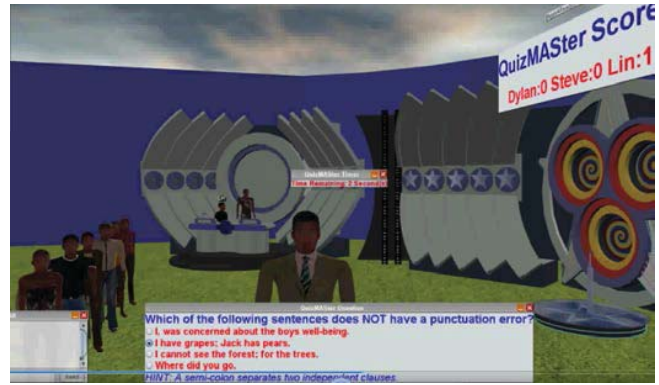 QuizMASter Score
Dylan:0 Steve:0 Lin:1
QuizMASter Timer
Time Remaining: 2 Second(s)
QuizMASter Question
Which of the following sentences does NOT have a punctuation error?
I, was concerned about the boys well-being.
I have grapes; Jack has pears.
I cannot see the forest; for the trees.
Where did you go.
HINT: A semi-colon separates two independent clauses.